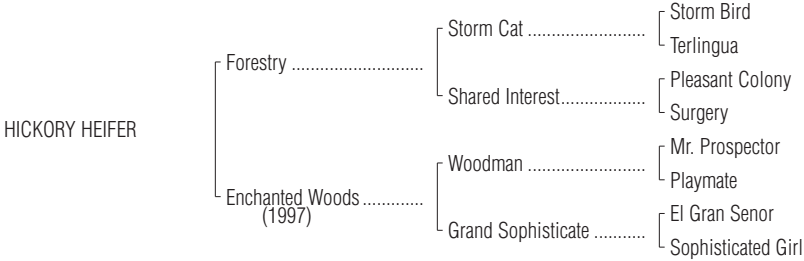 Storm Bird
Storm Cat ........................
Terlingua
Forestry ...........................
Pleasant Colony
Shared Interest..................
Surgery
HICKORY HEIFER
Mr. Prospector
Woodman ........................
Playmate
Enchanted Woods .............
(1997)
El Gran Senor
Grand Sophisticate ...........
Sophisticated Girl